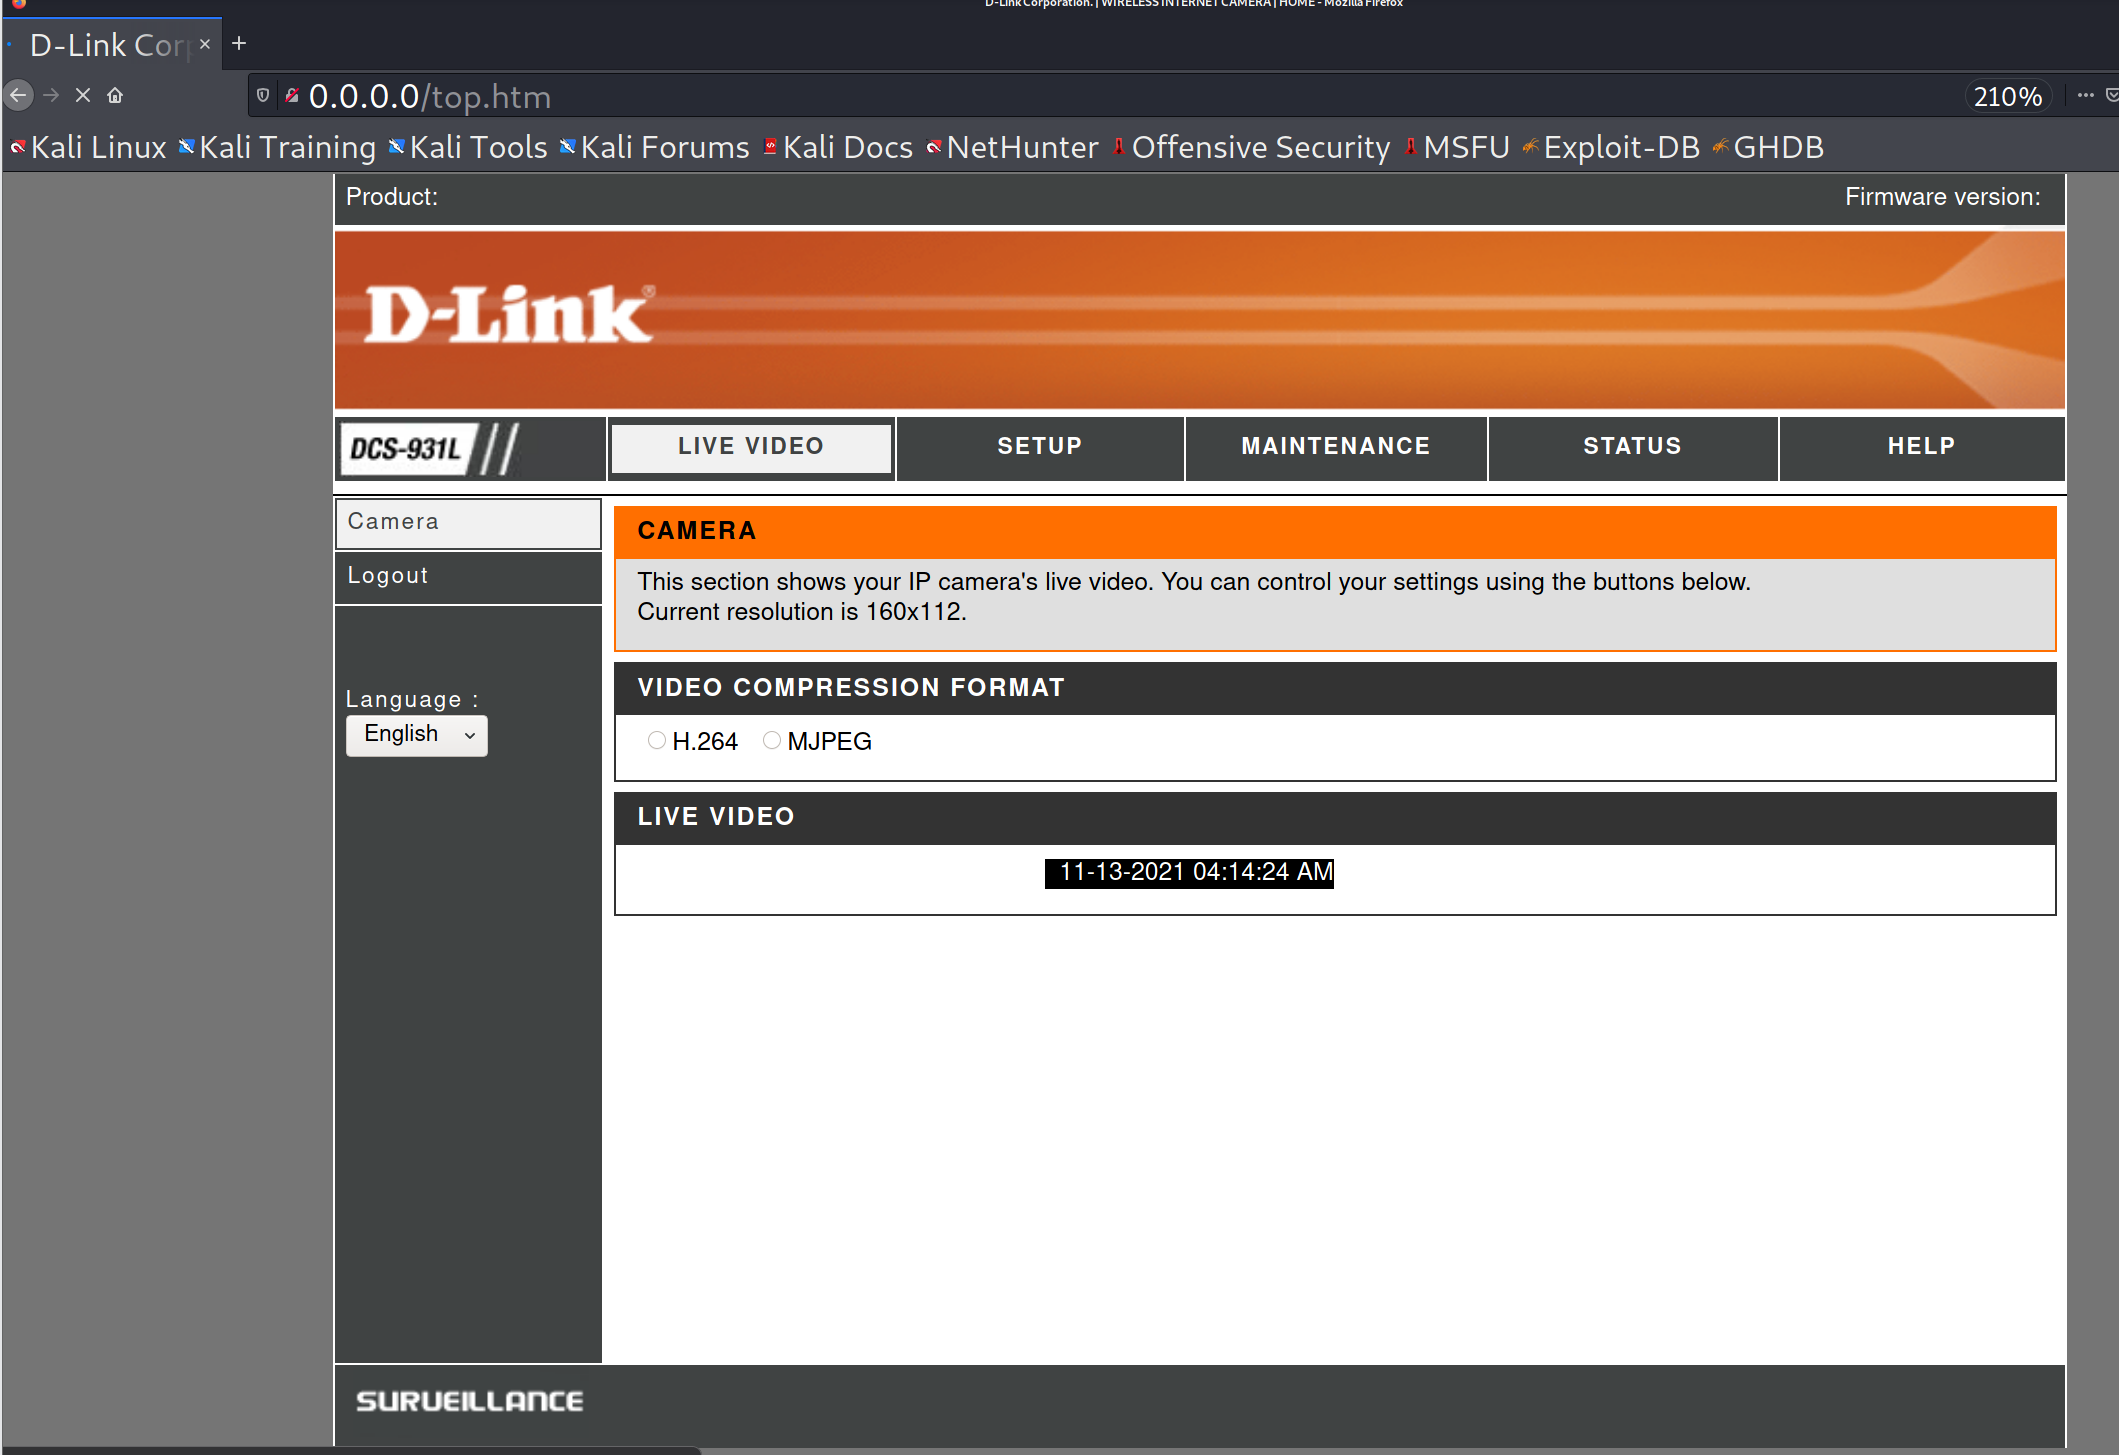 D-Link Corporation. | WIRELESS INTERNET CAMERA | HOME - Mozilla Firefox
D-Link Corp
0.0.0.0/top.htm
210%
Kali Linux Kali Training Kali Tools Kali Forums Kali Docs NetHunter Offensive Security MSFU Exploit-DB GHDB
Product: Firmware version:
D-Link®
DCS-931L LIVE VIDEO SETUP MAINTENANCE STATUS HELP
Camera
Logout
Language :
English
CAMERA
This section shows your IP camera's live video. You can control your settings using the buttons below.
Current resolution is 160x112.
VIDEO COMPRESSION FORMAT
H.264 MJPEG
LIVE VIDEO
11-13-2021 04:14:24 AM
SURVEILLANCE